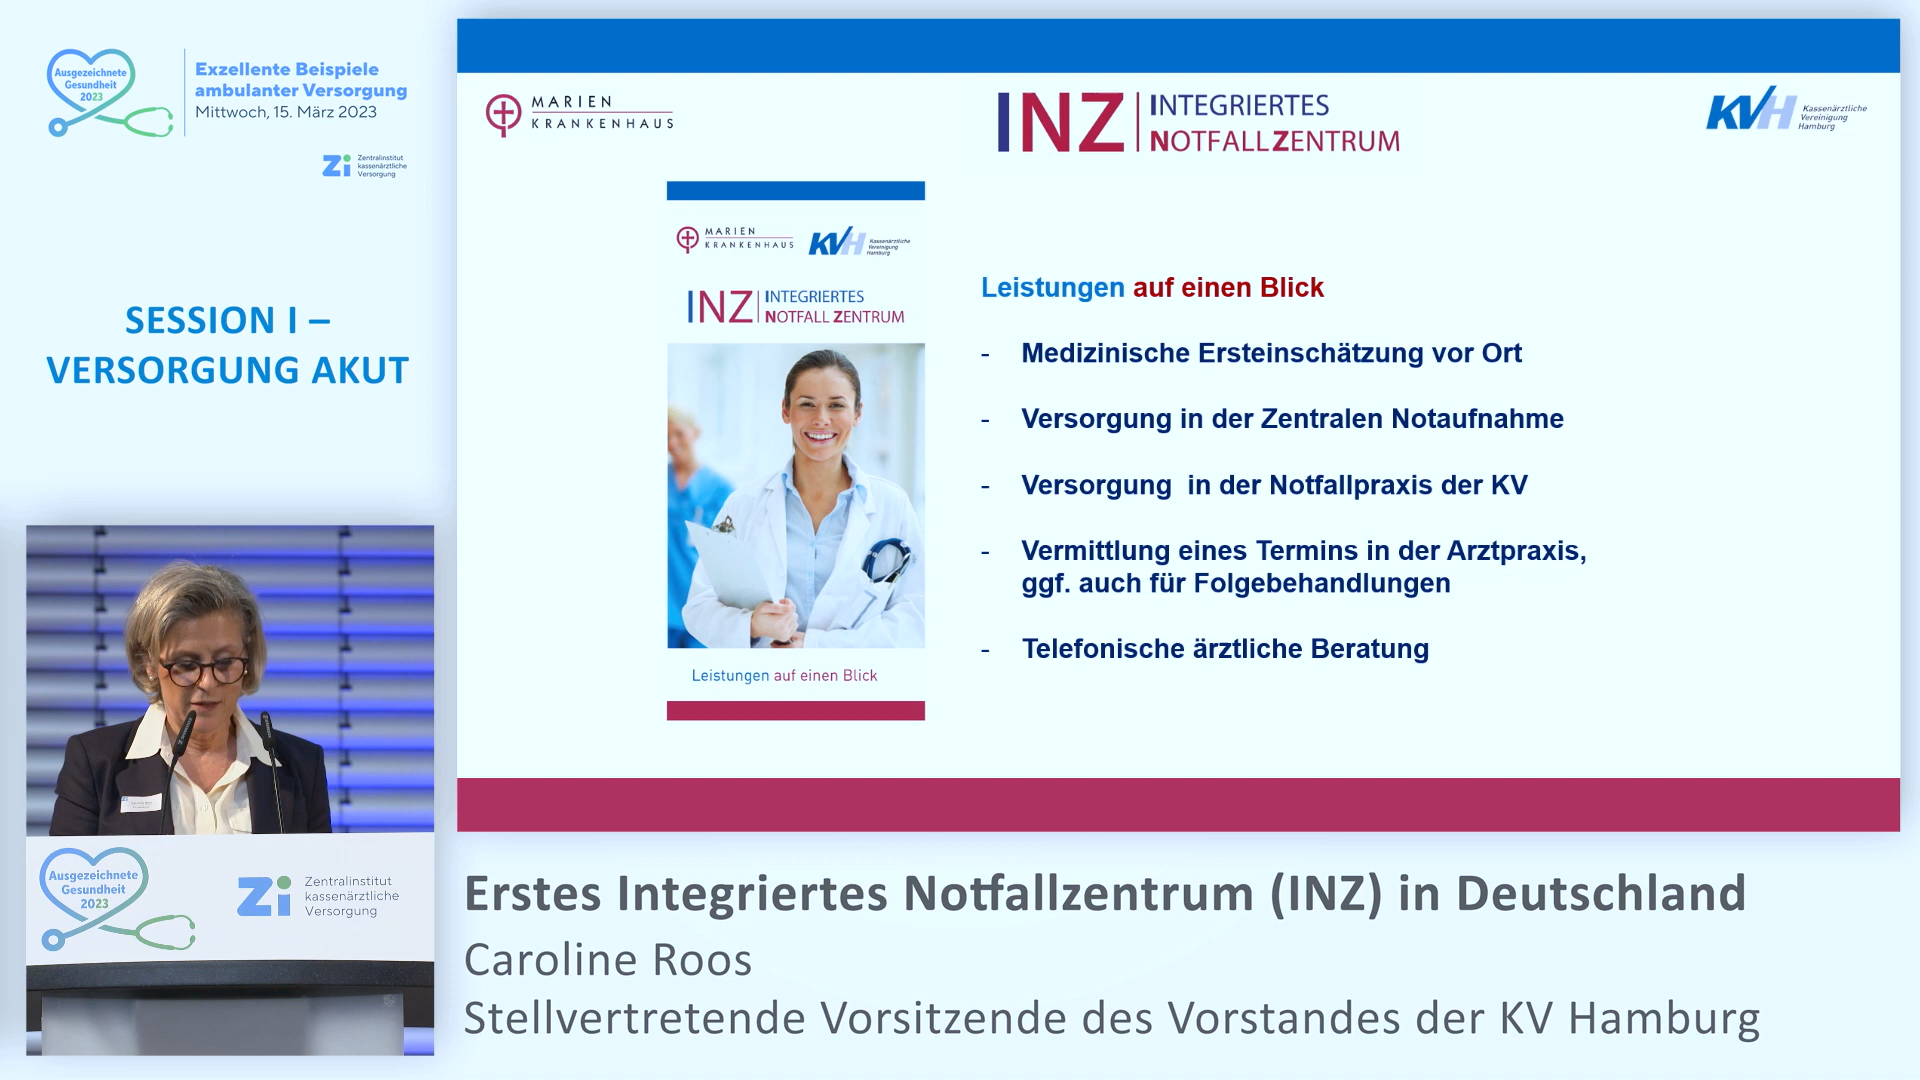 Ausgezeichnete
Gesundheit
2023
Exzellente Beispiele
ambulanter Versorgung
Mittwoch, 15. März 2023
Zi
Zentralinstitut
kassenärztliche
Versorgung
SESSION I –
VERSORGUNG AKUT
MARIEN
KRANKENHAUS
INZ
INTEGRIERTES
NOTFALLZENTRUM
KVH
Kassenärztliche
Vereinigung
Hamburg
MARIEN
KRANKENHAUS
KVH
Kassenärztliche
Vereinigung
Hamburg
INZ
INTEGRIERTES
NOTFALL ZENTRUM
Leistungen auf einen Blick
Leistungen auf einen Blick
- Medizinische Ersteinschätzung vor Ort
- Versorgung in der Zentralen Notaufnahme
- Versorgung in der Notfallpraxis der KV
- Vermittlung eines Termins in der Arztpraxis,
ggf. auch für Folgebehandlungen
- Telefonische ärztliche Beratung
Ausgezeichnete
Gesundheit
2023
Zi
Zentralinstitut
kassenärztliche
Versorgung
Erstes Integriertes Notfallzentrum (INZ) in Deutschland
Caroline Roos
Stellvertretende Vorsitzende des Vorstandes der KV Hamburg